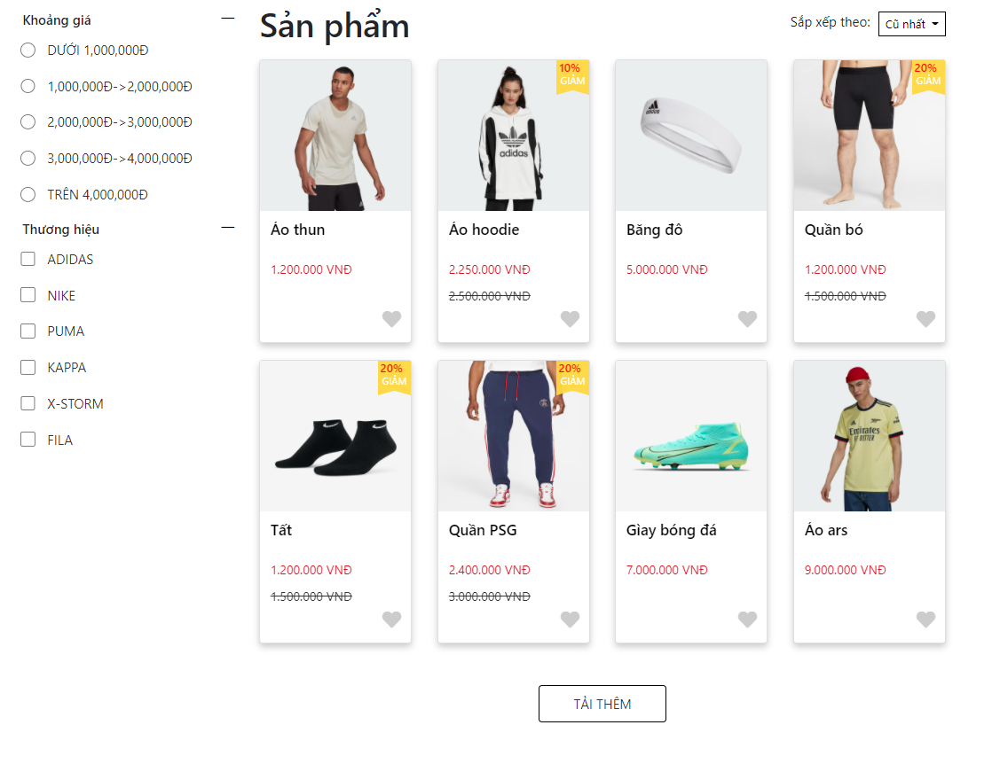 Khoảng giá
DƯỚI 1,000,000Đ
1,000,000Đ->2,000,000Đ
2,000,000Đ->3,000,000Đ
3,000,000Đ->4,000,000Đ
TRÊN 4,000,000Đ
Thương hiệu
ADIDAS
NIKE
PUMA
KAPPA
X-STORM
FILA
Sản phẩm
Sắp xếp theo: Cũ nhất
Áo thun
1.200.000 VNĐ
10%
GIẢM
adidas
Áo hoodie
2.250.000 VNĐ
2.500.000 VNĐ
adidas
Băng đô
5.000.000 VNĐ
20%
GIẢM
Quần bó
1.200.000 VNĐ
1.500.000 VNĐ
20%
GIẢM
Tất
1.200.000 VNĐ
1.500.000 VNĐ
20%
GIẢM
Quần PSG
2.400.000 VNĐ
3.000.000 VNĐ
Gìay bóng đá
7.000.000 VNĐ
Emirates
FLY BETTER
Áo ars
9.000.000 VNĐ
TẢI THÊM